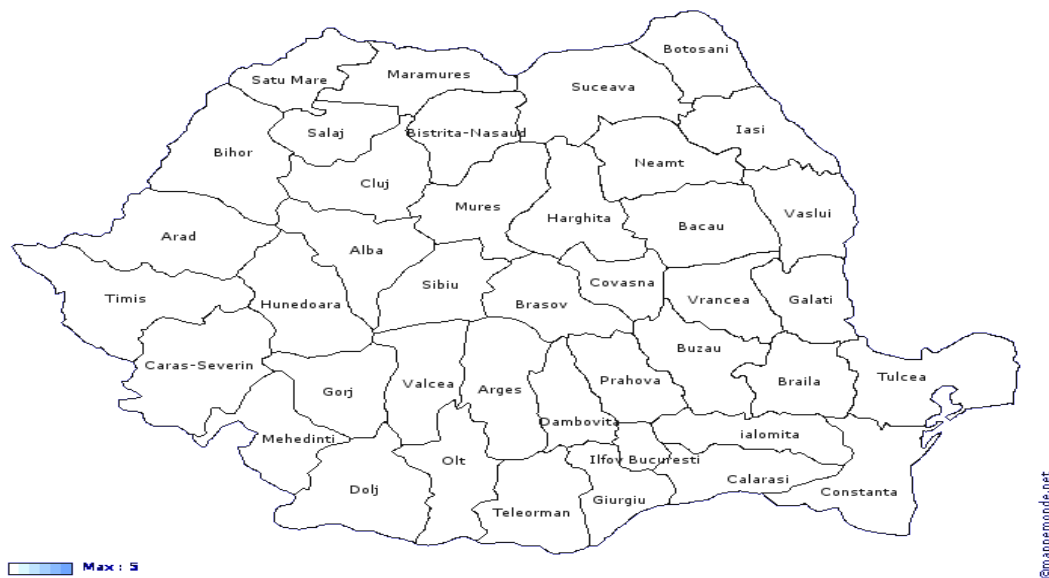 Botosani
Satu Mare
Maramures
Suceava
Salaj
Bistrita-Nasaud
Iasi
Bihor
Neamt
Cluj
Mures
Harghita
Vaslui
Bacau
Arad
Alba
Sibiu
Covasna
Timis
Hunedoara
Brasov
Vrancea
Galati
Buzau
Caras-Severin
Gorj
Valcea
Arges
Prahova
Braila
Tulcea
Dambovita
Mehedinti
ialomita
Olt
Ilfov Bucuresti
Calarasi
Dolj
Giurgiu
Constanta
Teleorman
Max : 5
©mappemonde.net